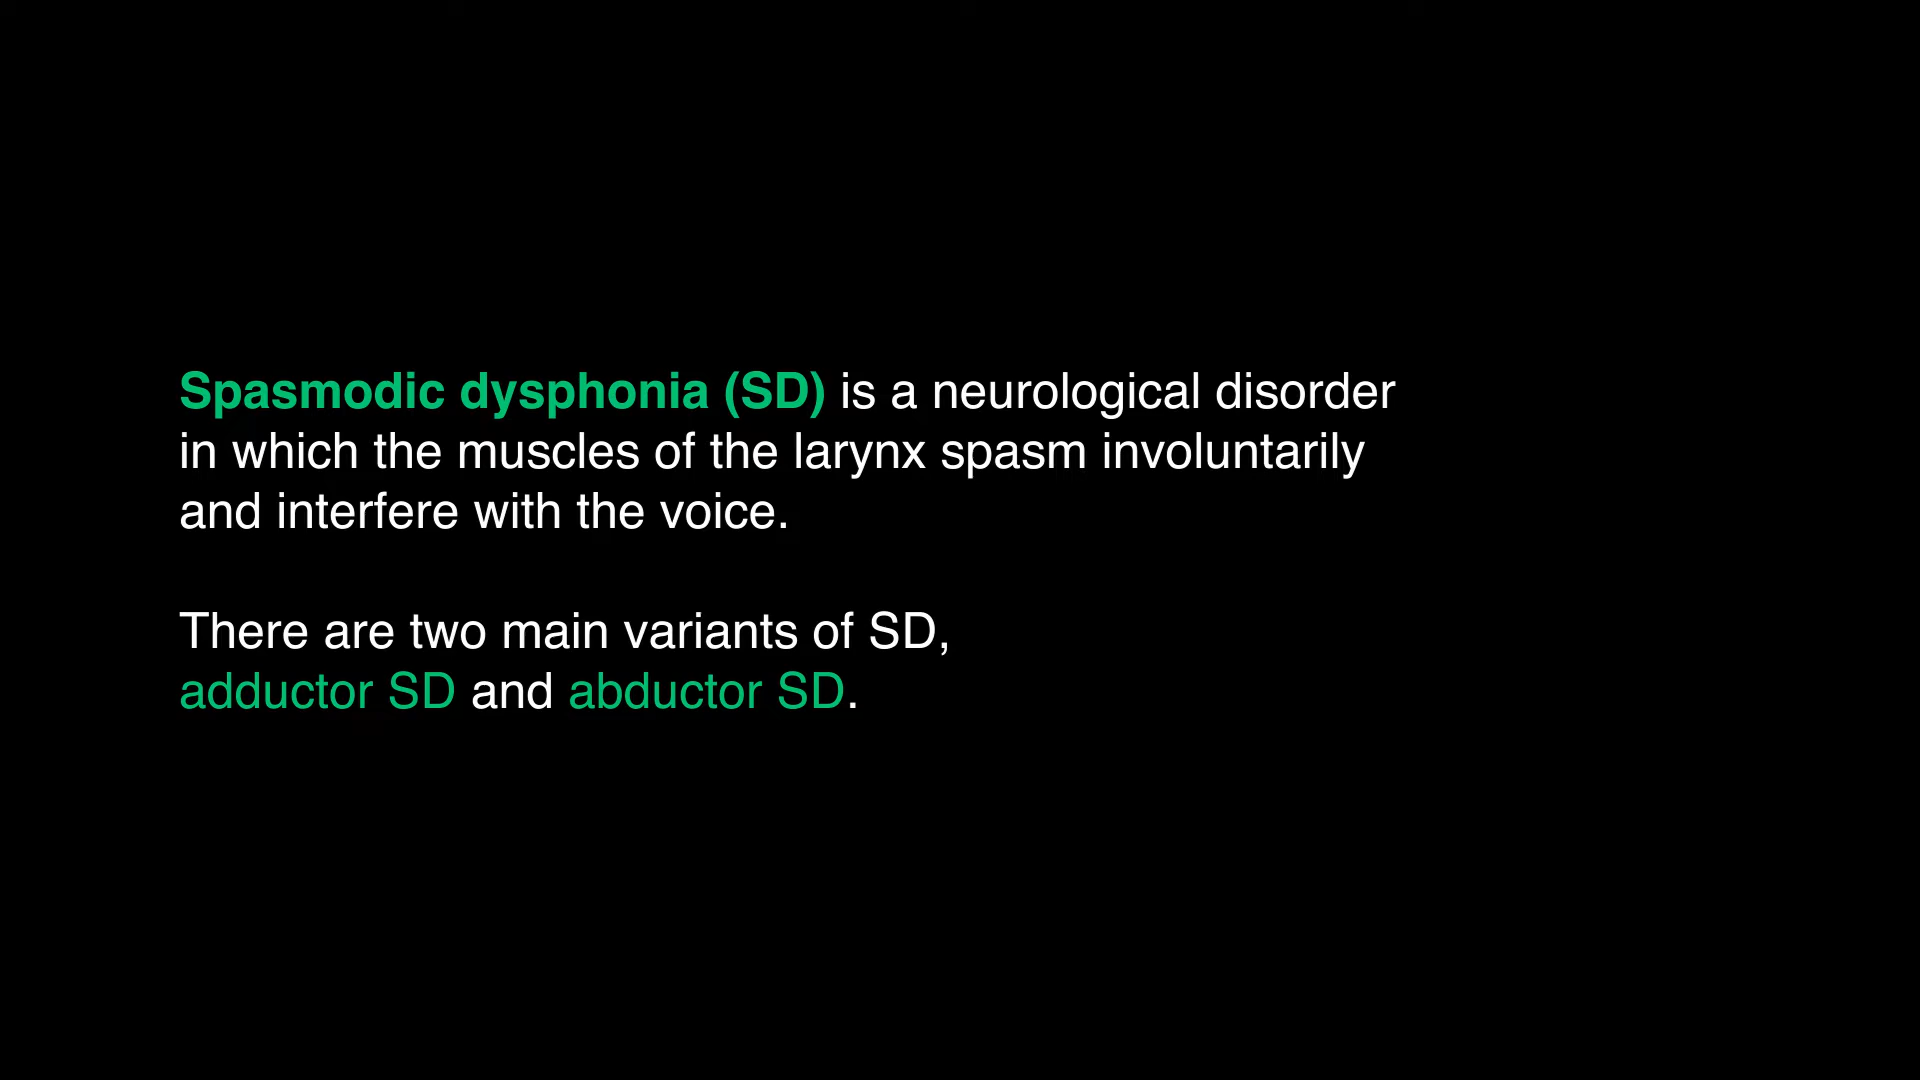 Spasmodic dysphonia (SD) is a neurological disorder
in which the muscles of the larynx spasm involuntarily
and interfere with the voice.
There are two main variants of SD,
adductor SD and abductor SD.